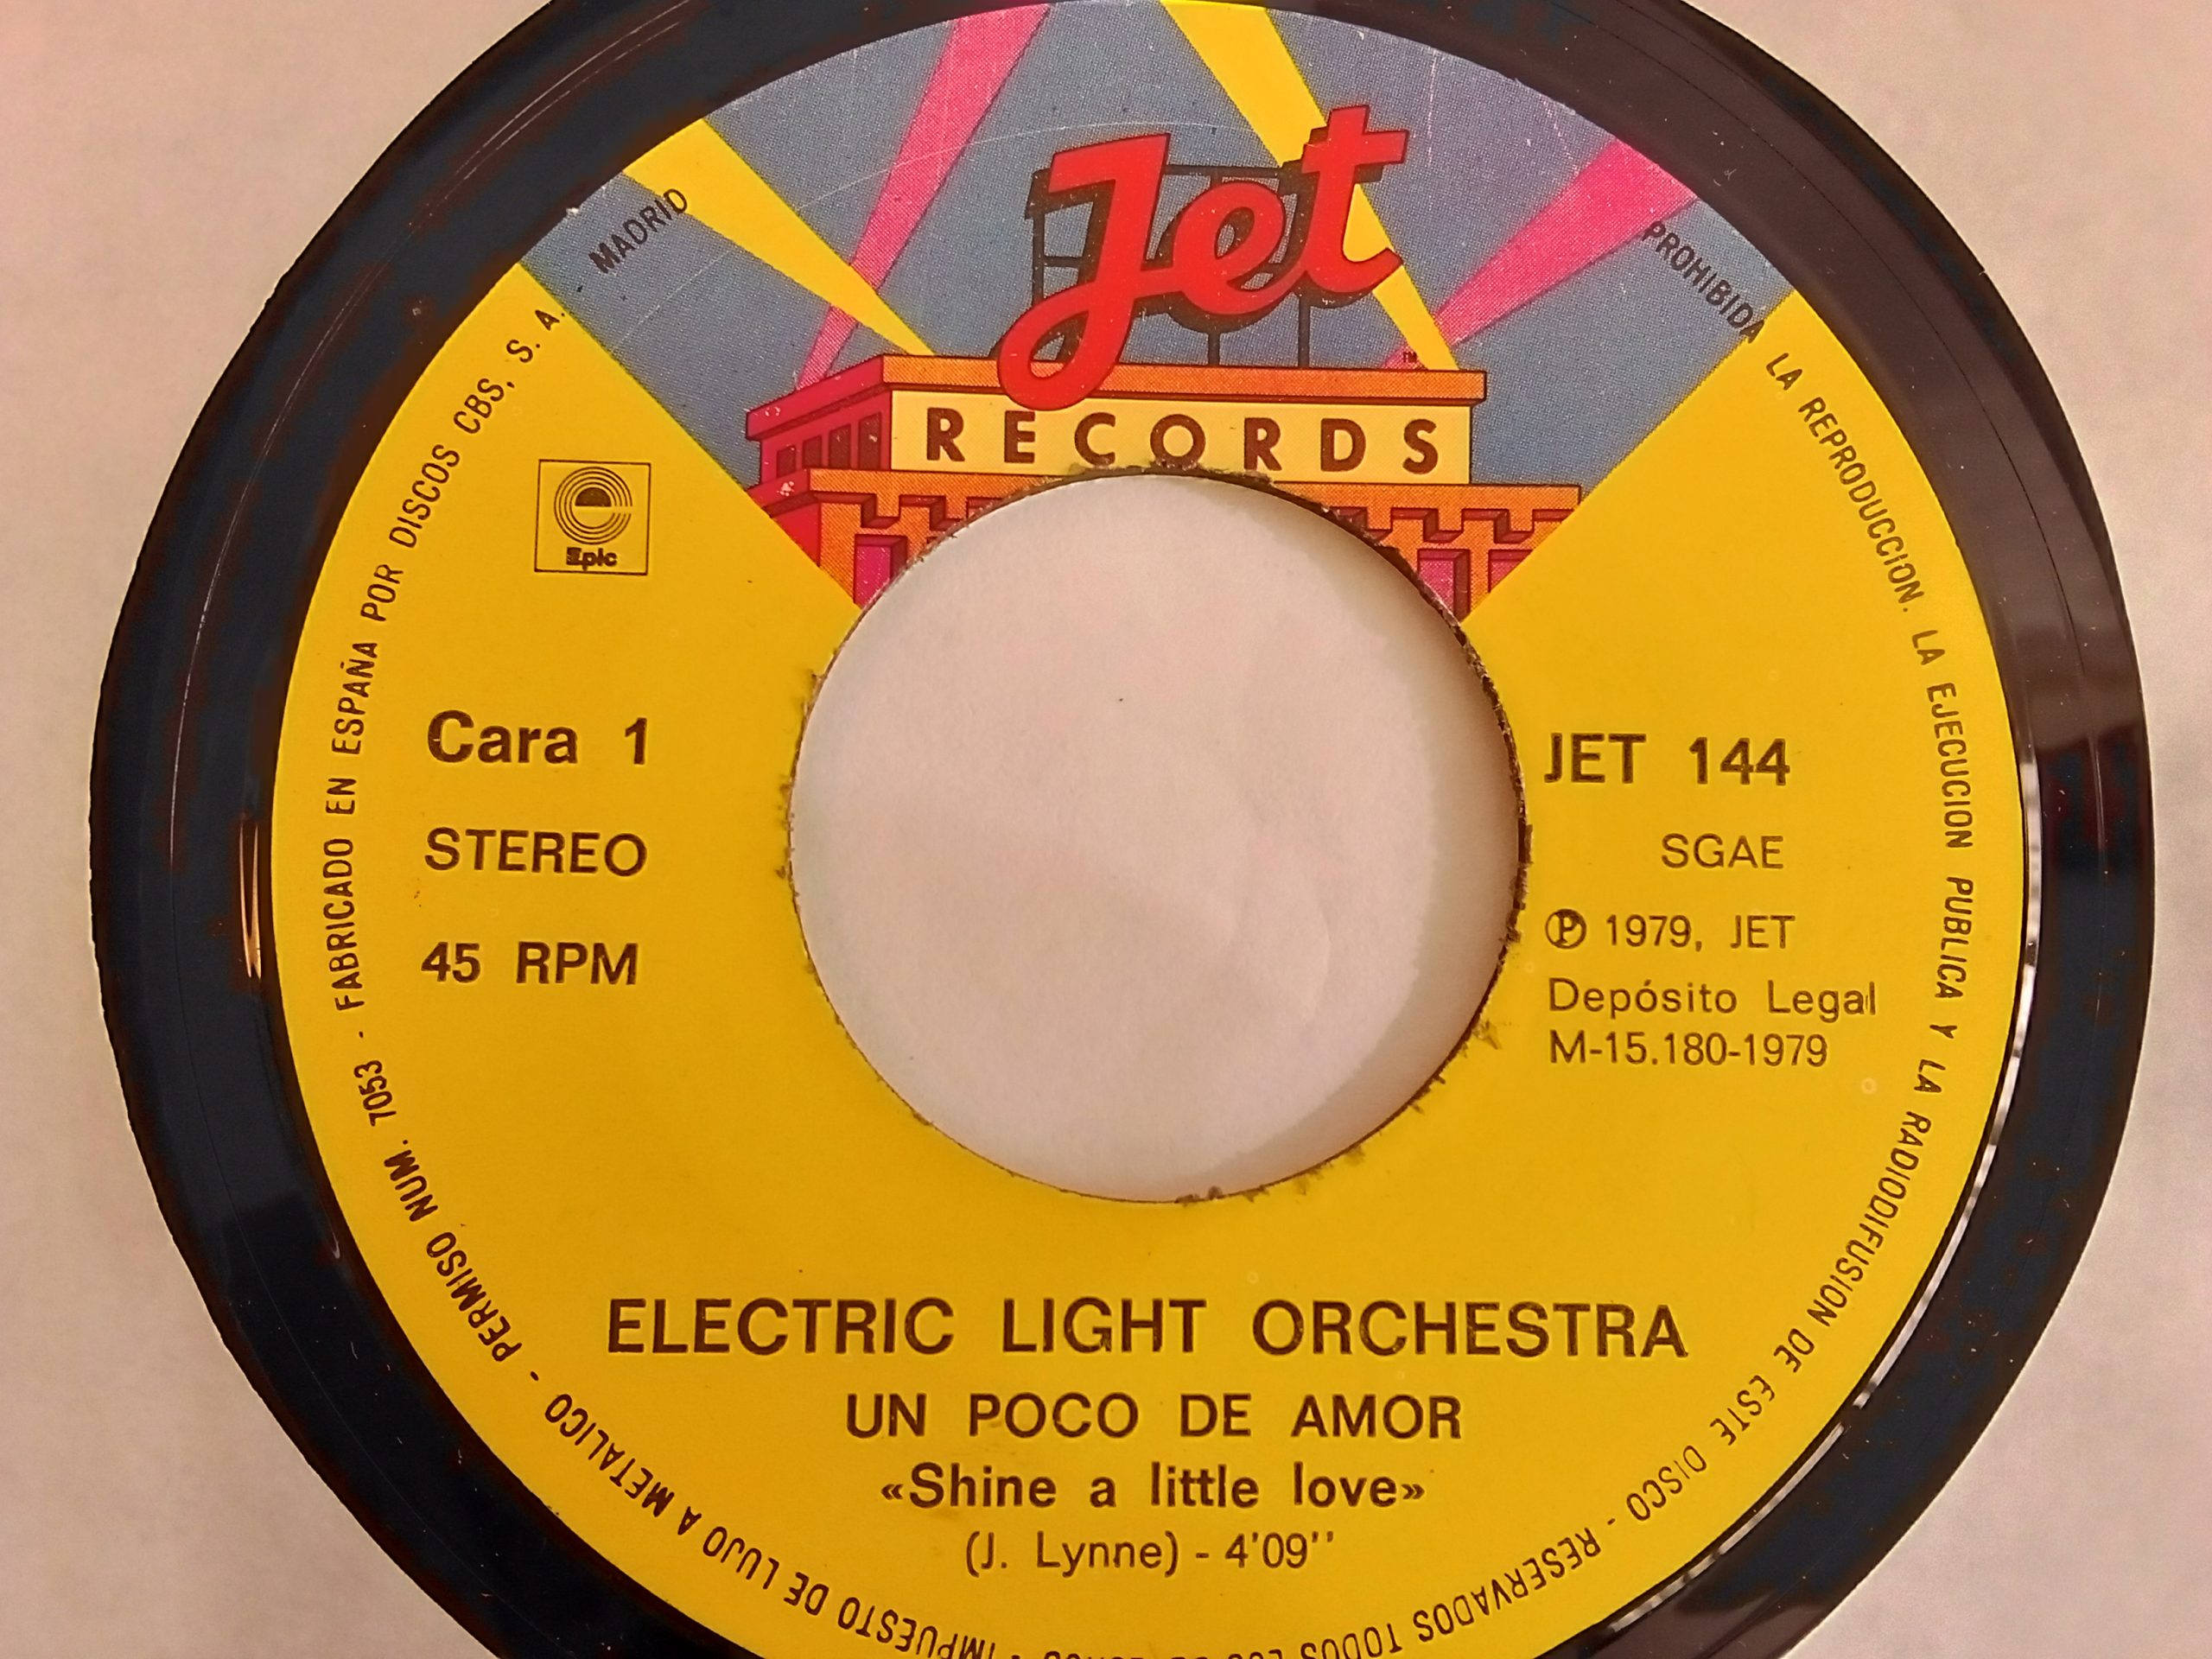 Jet
TM
RECORDS
Epic
Cara 1
STEREO
45 RPM
JET 144
SGAE
Ⓟ 1979, JET
Depósito Legal
M-15.180-1979
ELECTRIC LIGHT ORCHESTRA
UN POCO DE AMOR
«Shine a little love»
(J. Lynne) - 4'09''
IMPUESTO DE LUJO A METALICO - PERMISO NUM. 7053 - FABRICADO EN ESPAÑA POR DISCOS CBS, S. A. MADRID
PROHIBIDA LA REPRODUCCION. LA EJECUCION PUBLICA Y LA RADIODIFUSION DE ESTE DISCO - RESERVADOS TODOS